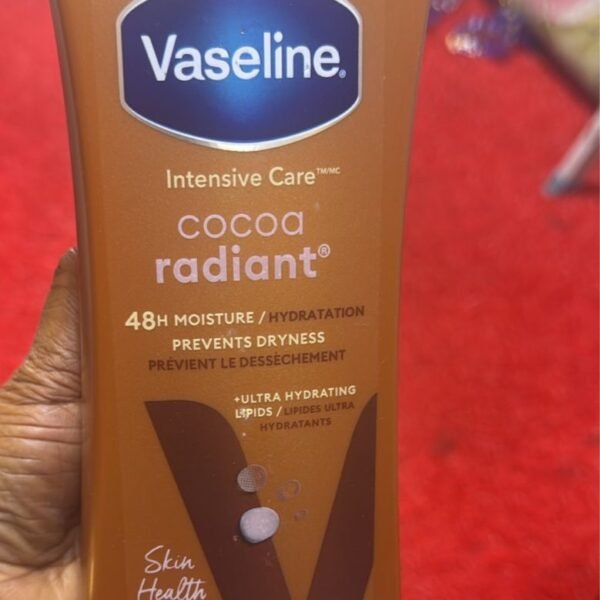 Vaseline®
Intensive Care™/MC
cocoa
radiant®
48H MOISTURE / HYDRATATION
PREVENTS DRYNESS
PRÉVIENT LE DESSÈCHEMENT
+ULTRA HYDRATING
LIPIDS / LIPIDES ULTRA
HYDRATANTS
Skin
Health